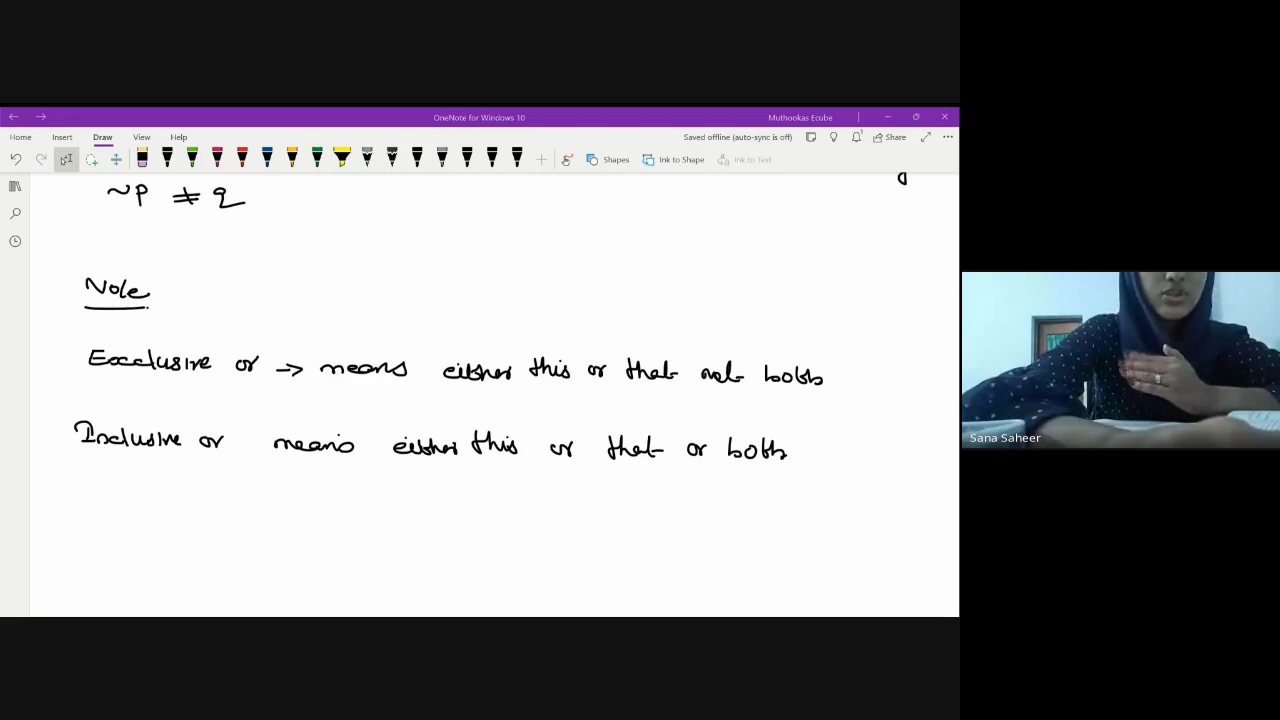 OneNote for Windows 10
Muthookas Ecube
Home Insert Draw View Help
Saved offline (auto-sync is off)
Share
Shapes
Ink to Shape
Ink to Text
~p ≠ q
Note
Exclusive or → means either this or that not both
Inclusive or means either this or that or both
Sana Saheer